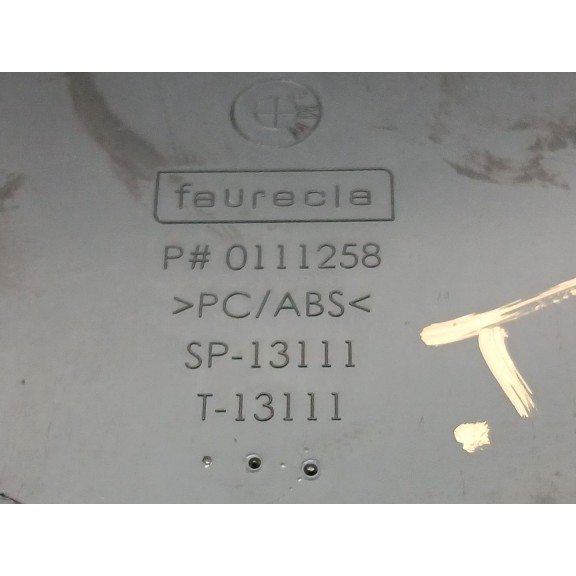 faurecia
P# 0111258
>PC/ABS<
SP-13111
T-13111